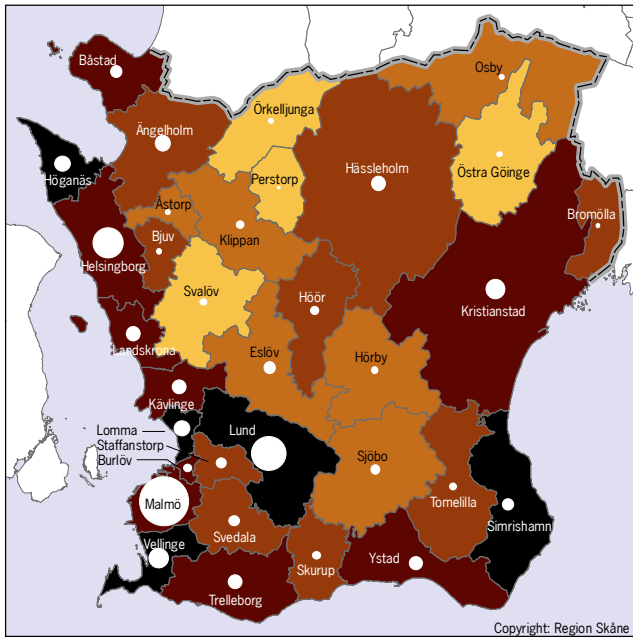 Båstad
Osby
Örkelljunga
Ängelholm
Höganäs
Hässleholm
Östra Göinge
Perstorp
Åstorp
Bromölla
Bjuv
Klippan
Helsingborg
Svalöv
Höör
Kristianstad
Landskrona
Eslöv
Hörby
Kävlinge
Lomma
Lund
Staffanstorp
Burlöv
Sjöbo
Malmö
Tomelilla
Simrishamn
Svedala
Vellinge
Ystad
Skurup
Trelleborg
Copyright: Region Skåne